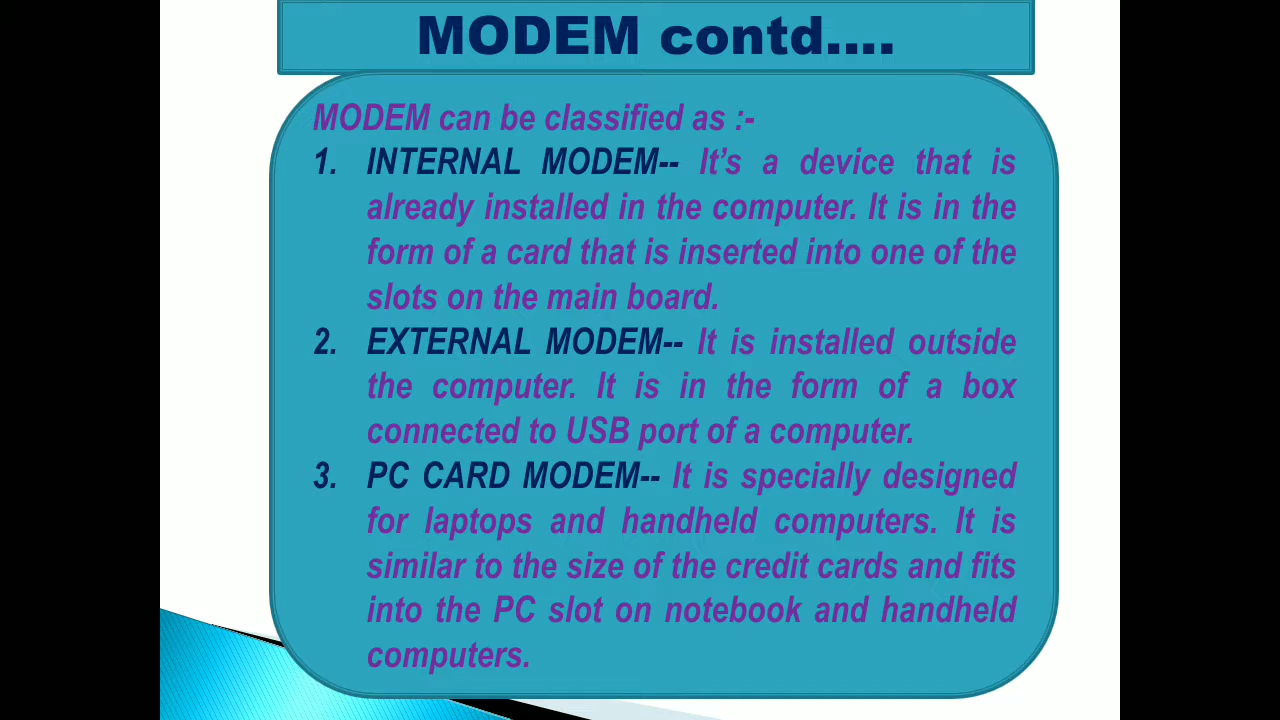 MODEM contd....
MODEM can be classified as :-
1. INTERNAL MODEM-- It's a device that is
already installed in the computer. It is in the
form of a card that is inserted into one of the
slots on the main board.
2. EXTERNAL MODEM-- It is installed outside
the computer. It is in the form of a box
connected to USB port of a computer.
3. PC CARD MODEM-- It is specially designed
for laptops and handheld computers. It is
similar to the size of the credit cards and fits
into the PC slot on notebook and handheld
computers.